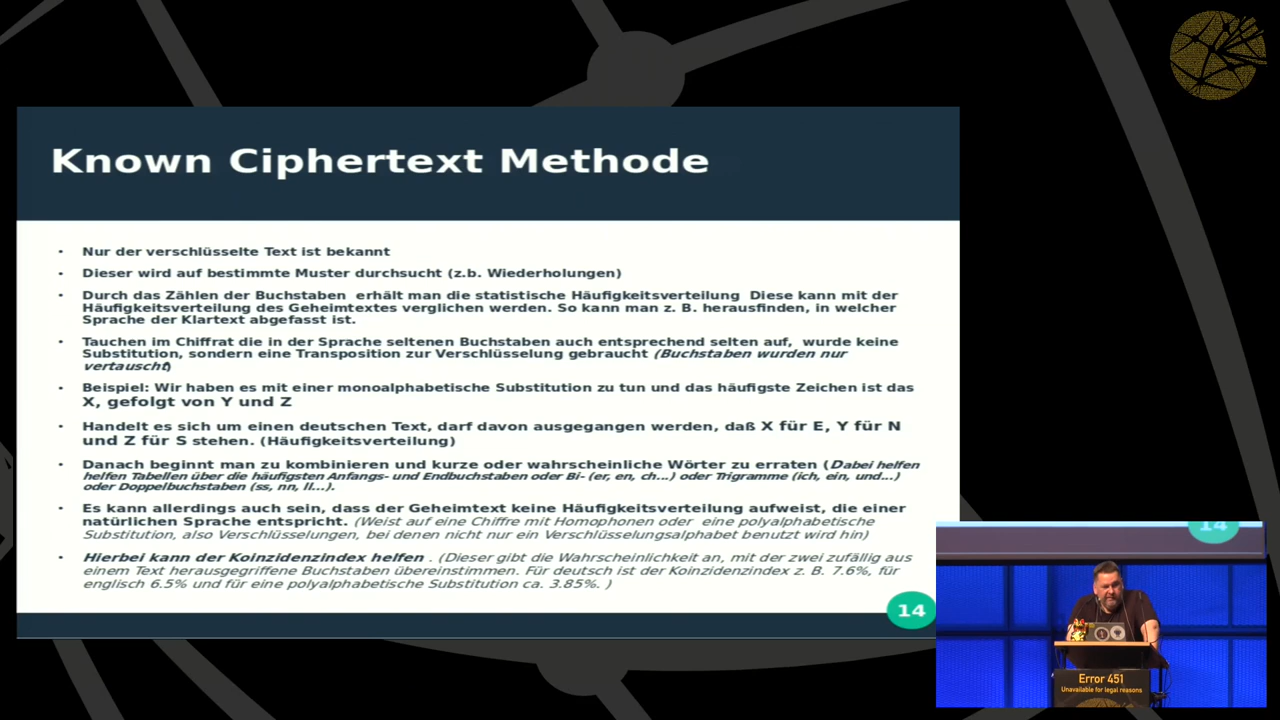 Known Ciphertext Methode
• Nur der verschlüsselte Text ist bekannt
• Dieser wird auf bestimmte Muster durchsucht (z.b. Wiederholungen)
• Durch das Zählen der Buchstaben erhält man die statistische Häufigkeitsverteilung Diese kann mit der
Häufigkeitsverteilung des Geheimtextes verglichen werden. So kann man z. B. herausfinden, in welcher
Sprache der Klartext abgefasst ist.
• Tauchen im Chiffrat die in der Sprache seltenen Buchstaben auch entsprechend selten auf, wurde keine
Substitution, sondern eine Transposition zur Verschlüsselung gebraucht (Buchstaben wurden nur
vertauscht)
• Beispiel: Wir haben es mit einer monoalphabetische Substitution zu tun und das häufigste Zeichen ist das
X, gefolgt von Y und Z
• Handelt es sich um einen deutschen Text, darf davon ausgegangen werden, daß X für E, Y für N
und Z für S stehen. (Häufigkeitsverteilung)
• Danach beginnt man zu kombinieren und kurze oder wahrscheinliche Wörter zu erraten (Dabei helfen
helfen Tabellen über die häufigsten Anfangs- und Endbuchstaben oder Bi- (er, en, ch...) oder Trigramme (ich, ein, und...)
oder Doppelbuchstaben (ss, nn, ll...).
• Es kann allerdings auch sein, dass der Geheimtext keine Häufigkeitsverteilung aufweist, die einer
natürlichen Sprache entspricht. (Weist auf eine Chiffre mit Homophonen oder eine polyalphabetische
Substitution, also Verschlüsselungen, bei denen nicht nur ein Verschlüsselungsalphabet benutzt wird hin)
• Hierbei kann der Koinzidenzindex helfen . (Dieser gibt die Wahrscheinlichkeit an, mit der zwei zufällig aus
einem Text herausgegriffene Buchstaben übereinstimmen. Für deutsch ist der Koinzidenzindex z. B. 7.6%, für
englisch 6.5% und für eine polyalphabetische Substitution ca. 3.85%. )
14
14
Error 451
Unavailable for legal reasons